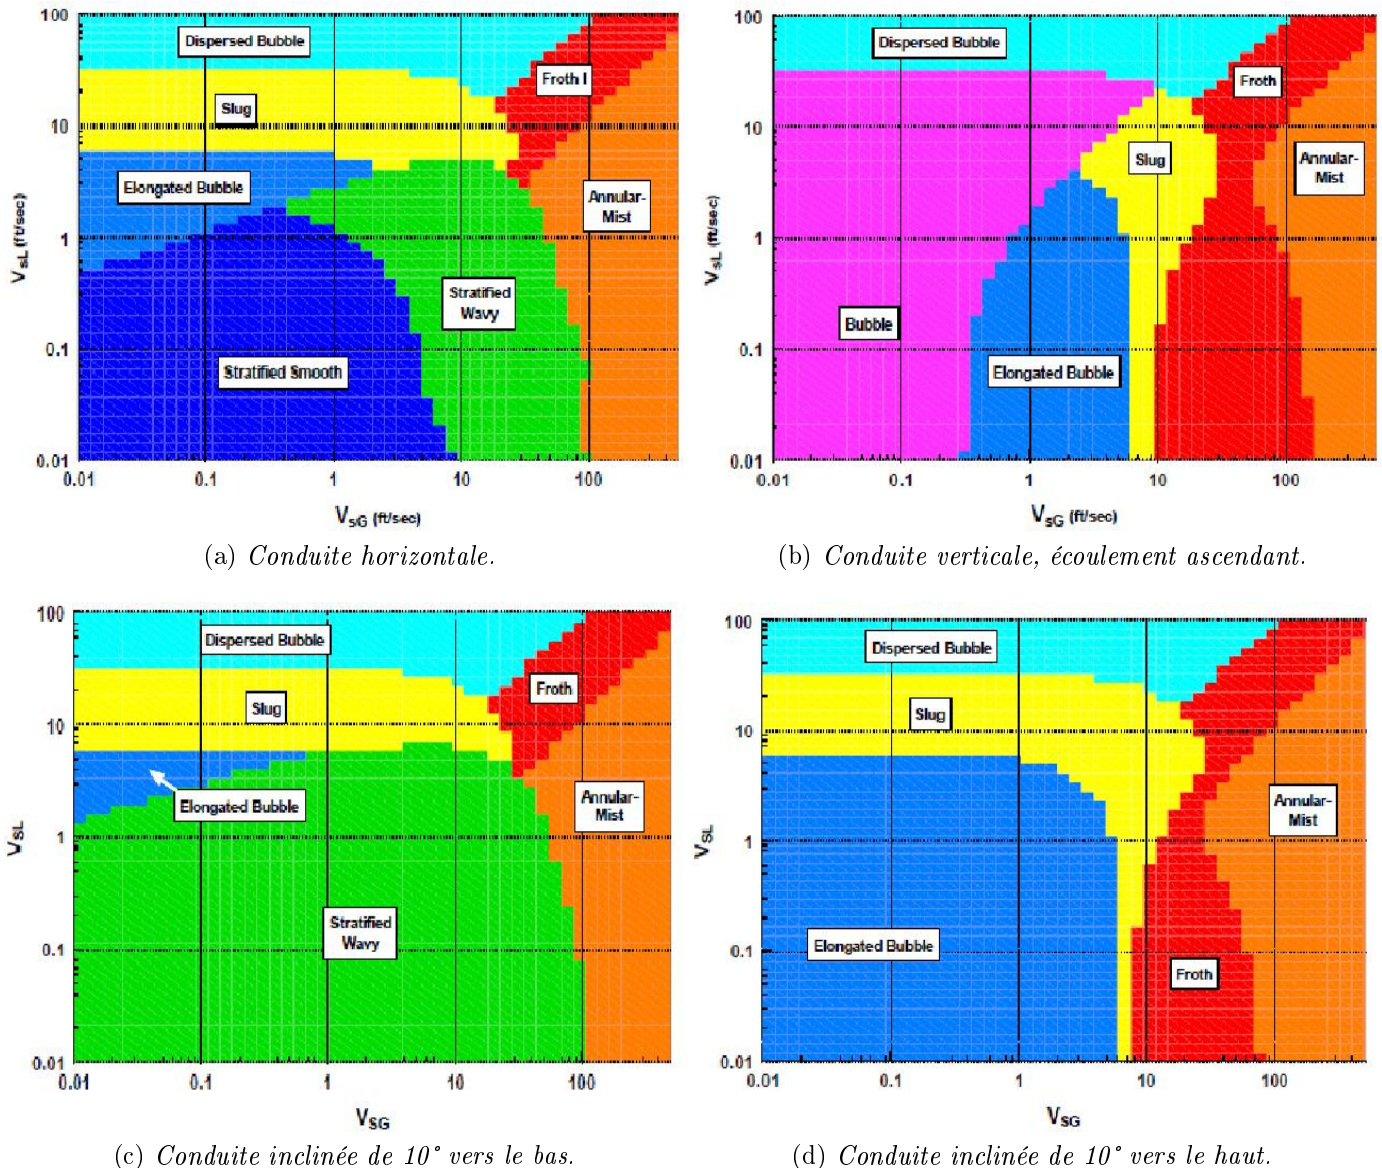 100
10
1
0.1
0.01
V_SL (ft/sec)
Dispersed Bubble
Froth I
Slug
Elongated Bubble
Annular-
Mist
Stratified
Wavy
Stratified Smooth
0.01 0.1 1 10 100
V_sG (ft/sec)
(a) Conduite horizontale.
100
10
1
0.1
0.01
V_sL (ft/sec)
Dispersed Bubble
Froth
Slug
Annular-
Mist
Bubble
Elongated Bubble
0.01 0.1 1 10 100
V_SG (ft/sec)
(b) Conduite verticale, écoulement ascendant.
100
10
1
0.1
0.01
V_SL
Dispersed Bubble
Froth
Slug
Elongated Bubble
Annular-
Mist
Stratified
Wavy
0.01 0.1 1 10 100
V_SG
(c) Conduite inclinée de 10° vers le bas.
100
10
1
0.1
0.01
V_SL
Dispersed Bubble
Slug
Annular-
Mist
Elongated Bubble
Froth
0.01 0.1 1 10 100
V_SG
(d) Conduite inclinée de 10° vers le haut.